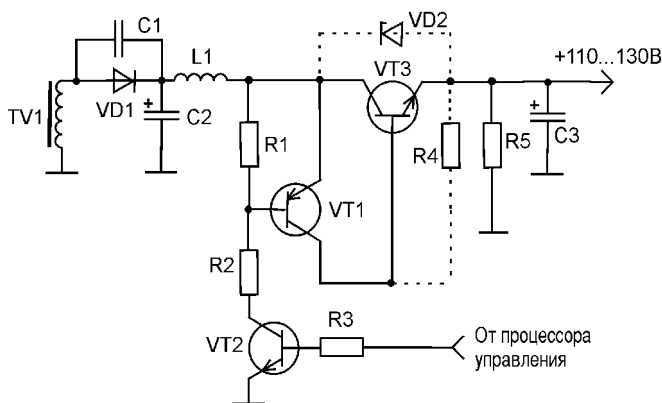 C1
VD2
L1
+110...130В
VD1
VT3
TV1
+
C2
R1
R4
R5
+
C3
VT1
R2
VT2
R3
От процессора
управления